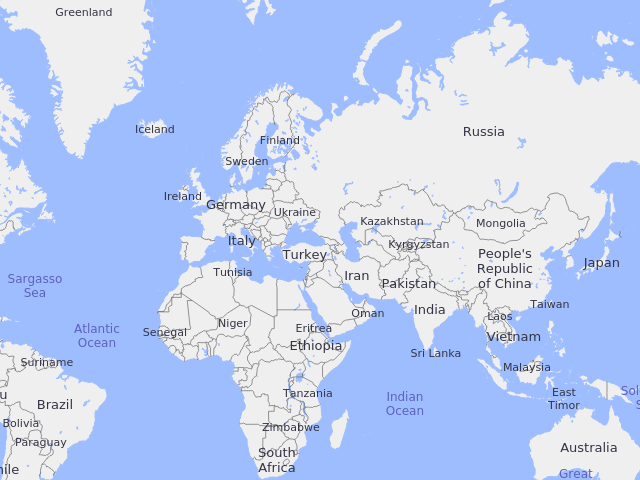 Greenland
Iceland
Russia
Finland
Sweden
Ireland
Germany
Ukraine
Kazakhstan
Mongolia
Italy
Kyrgyzstan
Turkey
People's
Republic
of China
Japan
Tunisia
Iran
Pakistan
Sargasso
Sea
India
Taiwan
Oman
Laos
Senegal
Niger
Eritrea
Atlantic
Ocean
Vietnam
Ethiopia
Sri Lanka
Suriname
Malaysia
Tanzania
East
Timor
Brazil
Indian
Ocean
Bolivia
Zimbabwe
Paraguay
Australia
South
Africa
Great